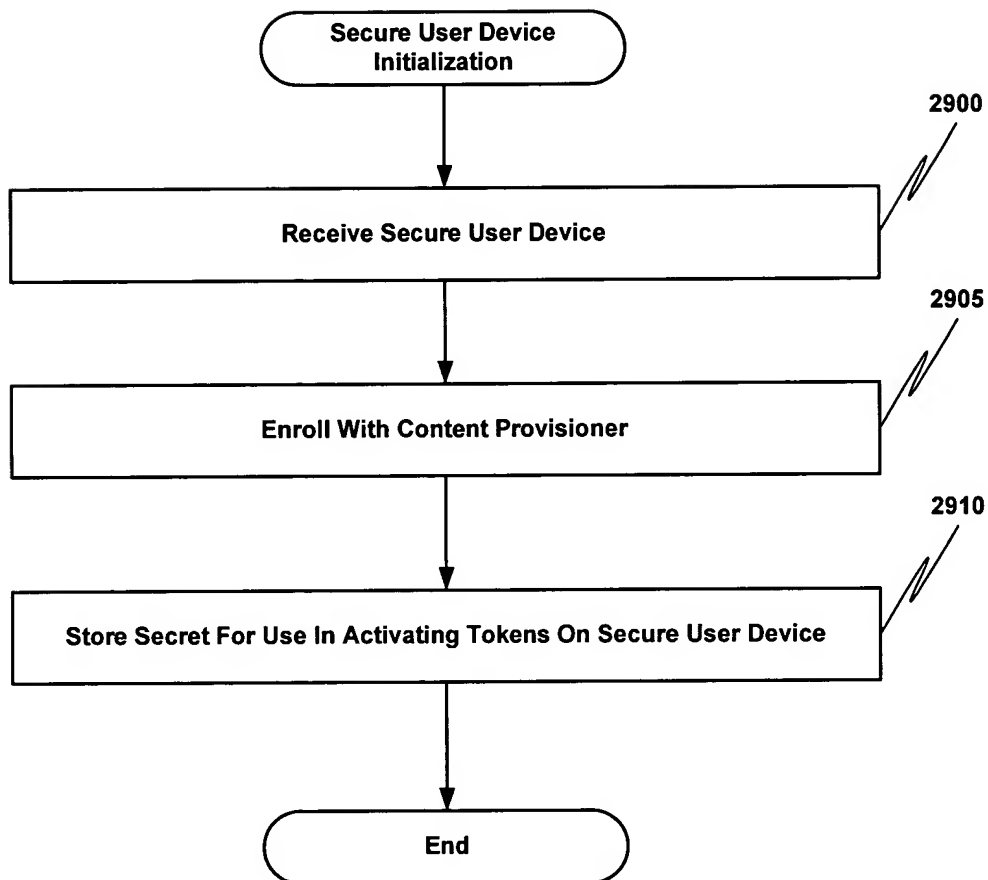 Secure User Device
Initialization
2900
Receive Secure User Device
2905
Enroll With Content Provisioner
2910
Store Secret For Use In Activating Tokens On Secure User Device
End